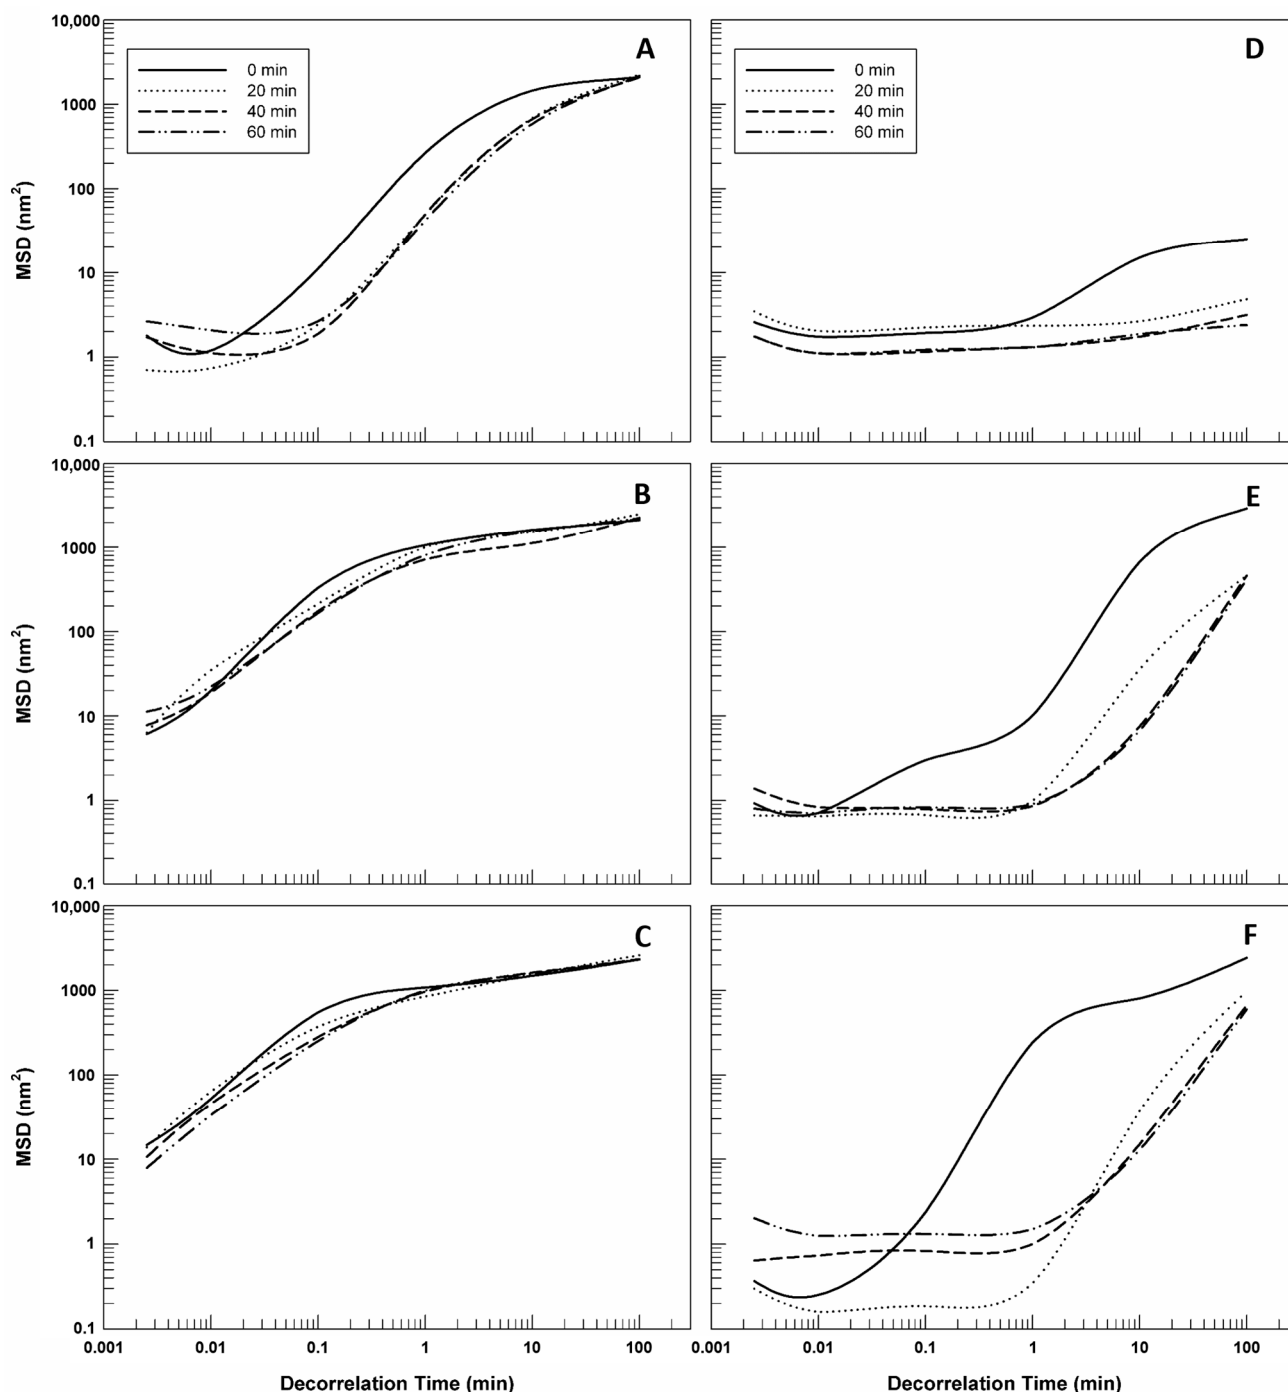 10,000
1000
100
10
1
0.1
MSD (nm²)
A
0 min
20 min
40 min
60 min
D
0 min
20 min
40 min
60 min
10,000
1000
100
10
1
0.1
MSD (nm²)
B
E
10,000
1000
100
10
1
0.1
MSD (nm²)
C
F
0.001 0.01 0.1 1 10 100
0.001 0.01 0.1 1 10 100
Decorrelation Time (min)
Decorrelation Time (min)